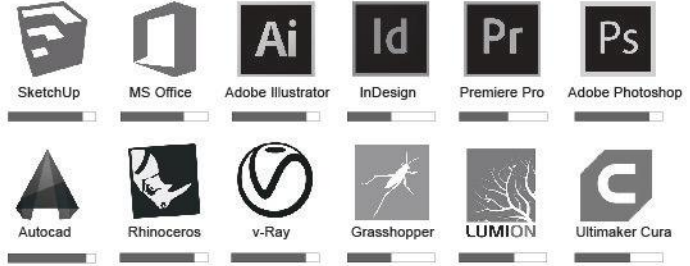 Ai Id Pr Ps
SketchUp MS Office Adobe Illustrator InDesign Premiere Pro Adobe Photoshop
LUMION
Autocad Rhinoceros v-Ray Grasshopper Ultimaker Cura